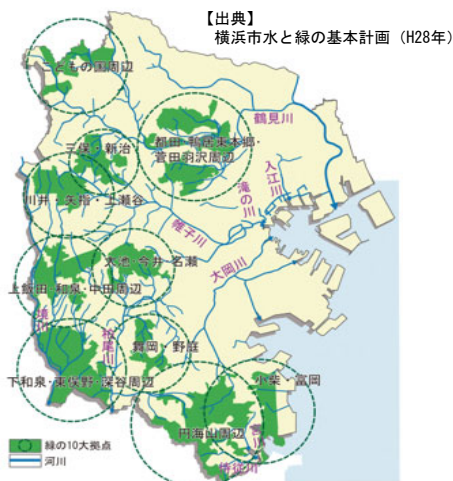 【出典】
横浜市水と緑の基本計画（H28年）
こどもの国周辺
鶴見川
都田・鴨居東本郷・
菅田羽沢周辺
三保・新治
入江川
滝の川
川井・矢指・上瀬谷
帷子川
大池・今井・名瀬
大岡川
上飯田・和泉・中田周辺
境川
柏尾川
舞岡・野庭
下和泉・東俣野・深谷周辺
小柴・富岡
円海山周辺
宮川
侍従川
緑の10大拠点
河川